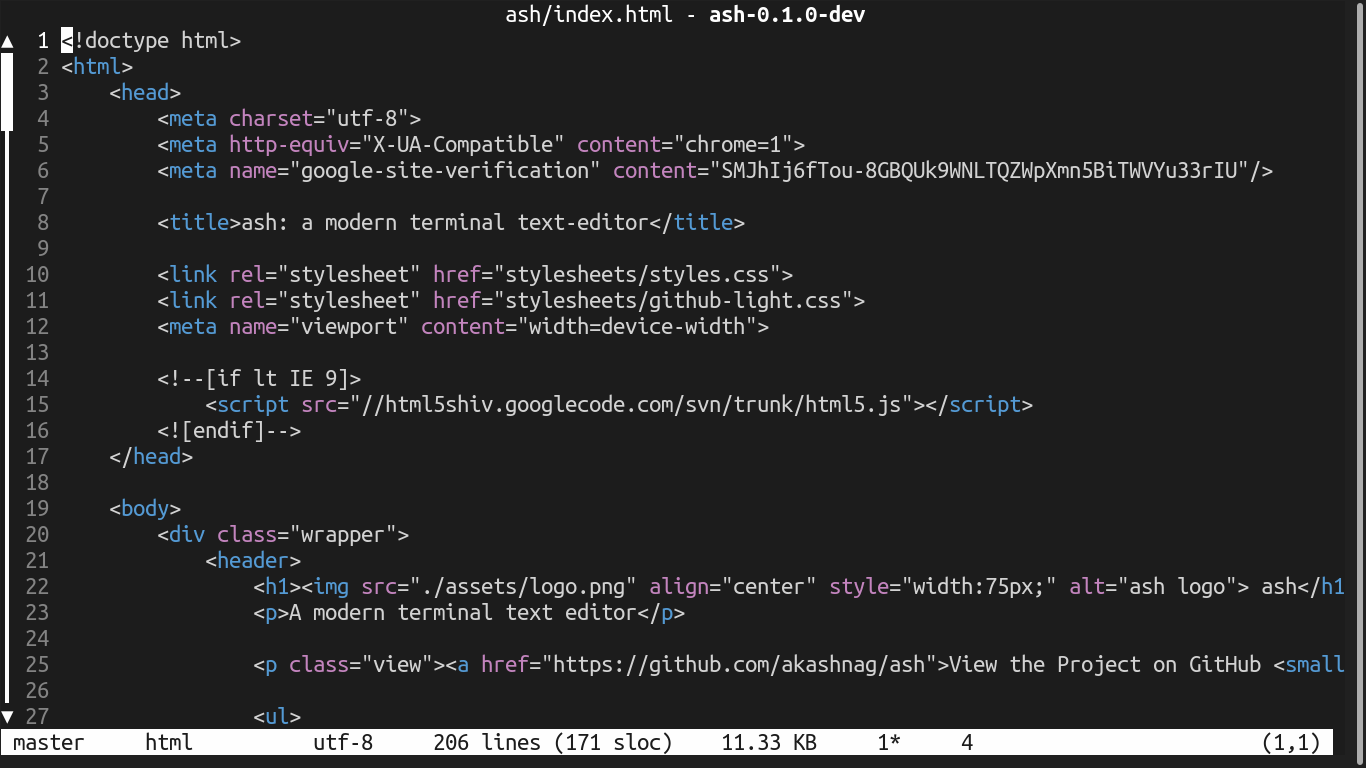 ash/index.html - ash-0.1.0-dev
1 <!doctype html>
2 <html>
3     <head>
4         <meta charset="utf-8">
5         <meta http-equiv="X-UA-Compatible" content="chrome=1">
6         <meta name="google-site-verification" content="SMJhIj6fTou-8GBQUk9WNLTQZWpXmn5BiTWVYu33rIU"/>
7
8         <title>ash: a modern terminal text-editor</title>
9
10         <link rel="stylesheet" href="stylesheets/styles.css">
11         <link rel="stylesheet" href="stylesheets/github-light.css">
12         <meta name="viewport" content="width=device-width">
13
14         <!--[if lt IE 9]>
15             <script src="//html5shiv.googlecode.com/svn/trunk/html5.js"></script>
16         <![endif]-->
17     </head>
18
19     <body>
20         <div class="wrapper">
21             <header>
22                 <h1><img src="./assets/logo.png" align="center" style="width:75px;" alt="ash logo"> ash</h1
23                 <p>A modern terminal text editor</p>
24
25                 <p class="view"><a href="https://github.com/akashnag/ash">View the Project on GitHub <small
26
27                 <ul>
master     html          utf-8     206 lines (171 sloc)    11.33 KB     1*     4     (1,1)